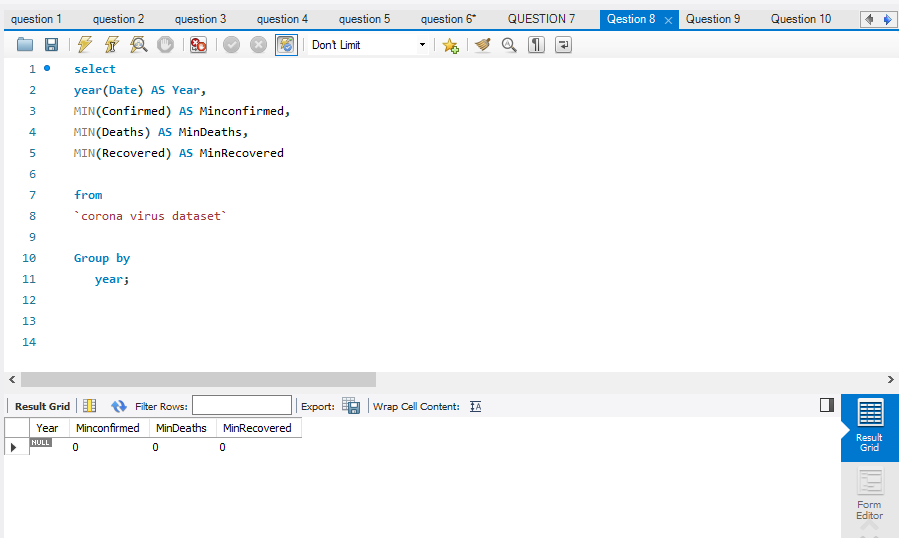 question 1 question 2 question 3 question 4 question 5 question 6* QUESTION 7 Qestion 8 Question 9 Question 10
Don't Limit
1 select
2 year(Date) AS Year,
3 MIN(Confirmed) AS Minconfirmed,
4 MIN(Deaths) AS MinDeaths,
5 MIN(Recovered) AS MinRecovered
6
7 from
8 `corona virus dataset`
9
10 Group by
11 year;
12
13
14
Result Grid Filter Rows: Export: Wrap Cell Content: IA
Year Minconfirmed MinDeaths MinRecovered
NULL 0 0 0
Result
Grid
Form
Editor